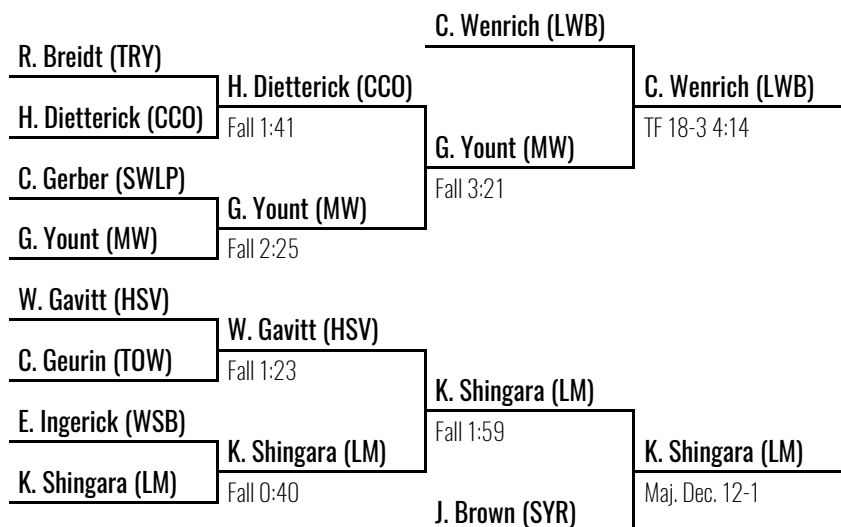 C. Wenrich (LWB)
R. Breidt (TRY)
H. Dietterick (CCO)
C. Wenrich (LWB)
H. Dietterick (CCO)
Fall 1:41
TF 18-3 4:14
G. Yount (MW)
C. Gerber (SWLP)
Fall 3:21
G. Yount (MW)
G. Yount (MW)
Fall 2:25
W. Gavitt (HSV)
W. Gavitt (HSV)
C. Geurin (TOW)
Fall 1:23
K. Shingara (LM)
E. Ingerick (WSB)
Fall 1:59
K. Shingara (LM)
K. Shingara (LM)
K. Shingara (LM)
Fall 0:40
Maj. Dec. 12-1
J. Brown (SYR)